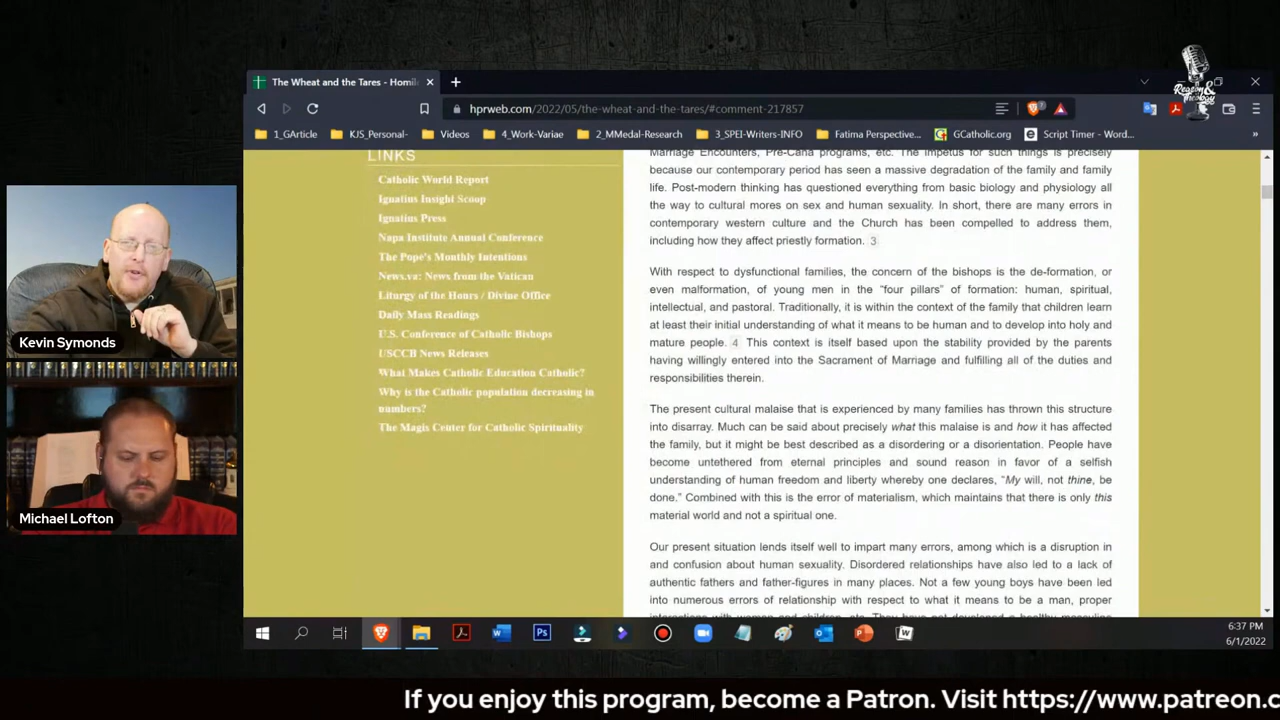 Reason &
Theology
The Wheat and the Tares - Homil
hprweb.com/2022/05/the-wheat-and-the-tares/#comment-217857
1_GArticle
KJS_Personal-
Videos
4_Work-Variae
2_MMedal-Research
3_SPEI-Writers-INFO
Fatima Perspective...
GCatholic.org
Script Timer - Word...
»
LINKS
Catholic World Report
Ignatius Insight Scoop
Ignatius Press
Napa Institute Annual Conference
The Pope's Monthly Intentions
News.va: News from the Vatican
Liturgy of the Hours / Divine Office
Daily Mass Readings
U.S. Conference of Catholic Bishops
USCCB News Releases
What Makes Catholic Education Catholic?
Why is the Catholic population decreasing in
numbers?
The Magis Center for Catholic Spirituality
Marriage Encounters, Pre-Cana programs, etc. The impetus for such things is precisely
because our contemporary period has seen a massive degradation of the family and family
life. Post-modern thinking has questioned everything from basic biology and physiology all
the way to cultural mores on sex and human sexuality. In short, there are many errors in
contemporary western culture and the Church has been compelled to address them,
including how they affect priestly formation. 3
With respect to dysfunctional families, the concern of the bishops is the de-formation, or
even malformation, of young men in the “four pillars” of formation: human, spiritual,
intellectual, and pastoral. Traditionally, it is within the context of the family that children learn
at least their initial understanding of what it means to be human and to develop into holy and
mature people. 4 This context is itself based upon the stability provided by the parents
having willingly entered into the Sacrament of Marriage and fulfilling all of the duties and
responsibilities therein.
The present cultural malaise that is experienced by many families has thrown this structure
into disarray. Much can be said about precisely what this malaise is and how it has affected
the family, but it might be best described as a disordering or a disorientation. People have
become untethered from eternal principles and sound reason in favor of a selfish
understanding of human freedom and liberty whereby one declares, “My will, not thine, be
done.” Combined with this is the error of materialism, which maintains that there is only this
material world and not a spiritual one.
Our present situation lends itself well to impart many errors, among which is a disruption in
and confusion about human sexuality. Disordered relationships have also led to a lack of
authentic fathers and father-figures in many places. Not a few young boys have been led
into numerous errors of relationship with respect to what it means to be a man, proper
interactions with women and children, etc. They have not developed a healthy masculine
Kevin Symonds
Michael Lofton
6:37 PM
6/1/2022
If you enjoy this program, become a Patron. Visit https://www.patreon.c